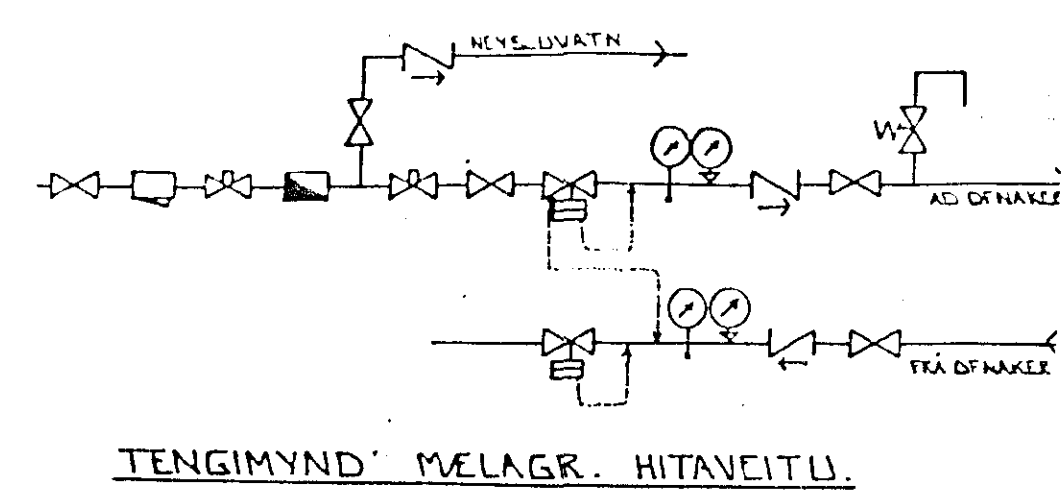 NEYSLUVATN
AÐ OFNAKER
FRÁ OFNAKER
TENGIMYND MÆLAGR. HITAVEITU.